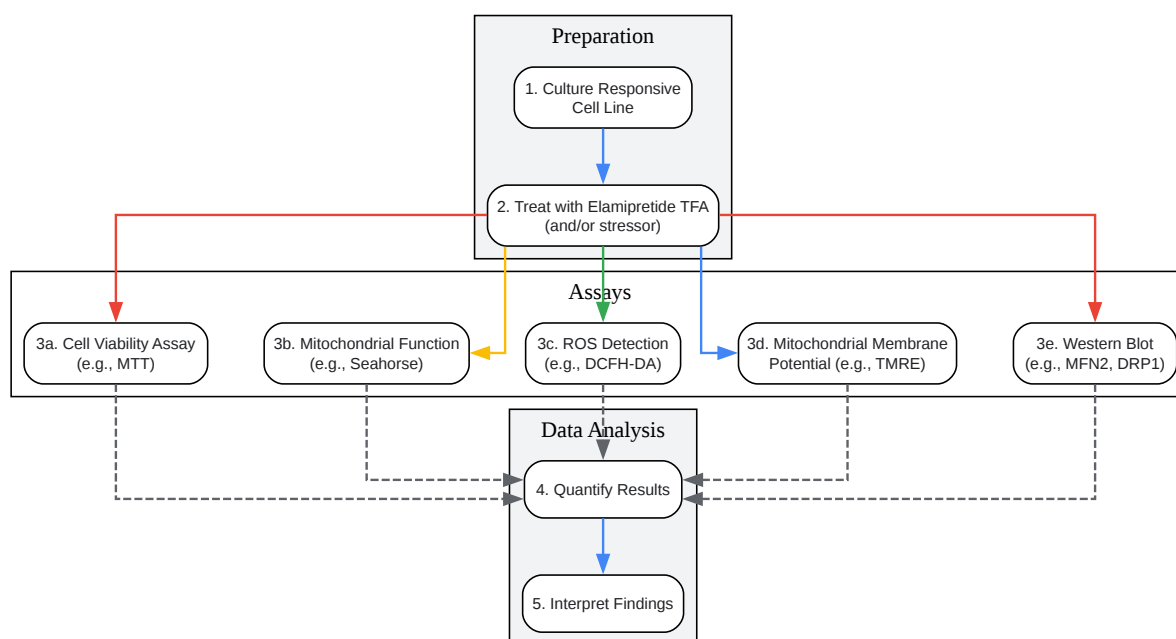 Preparation
1. Culture Responsive
Cell Line
2. Treat with Elamipretide TFA
(and/or stressor)
Assays
3a. Cell Viability Assay
(e.g., MTT)
3b. Mitochondrial Function
(e.g., Seahorse)
3c. ROS Detection
(e.g., DCFH-DA)
3d. Mitochondrial Membrane
Potential (e.g., TMRE)
3e. Western Blot
(e.g., MFN2, DRP1)
Data Analysis
4. Quantify Results
5. Interpret Findings